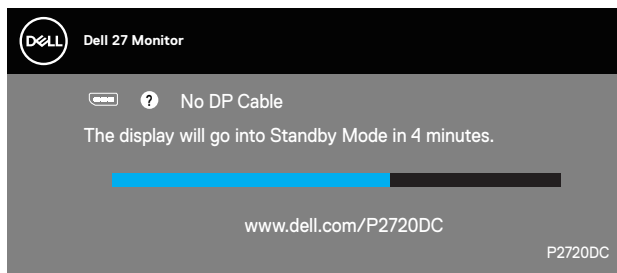 DELL
Dell 27 Monitor
? No DP Cable
The display will go into Standby Mode in 4 minutes.
www.dell.com/P2720DC
P2720DC